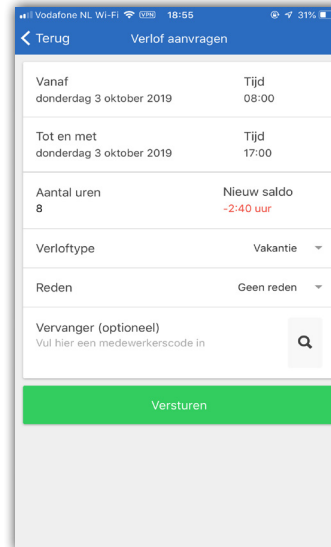 Vodafone NL Wi-Fi VPN 18:55 31%
Terug Verlof aanvragen
Vanaf Tijd
donderdag 3 oktober 2019 08:00
Tot en met Tijd
donderdag 3 oktober 2019 17:00
Aantal uren Nieuw saldo
8 -2:40 uur
Verloftype Vakantie
Reden Geen reden
Vervanger (optioneel)
Vul hier een medewerkerscode in
Versturen